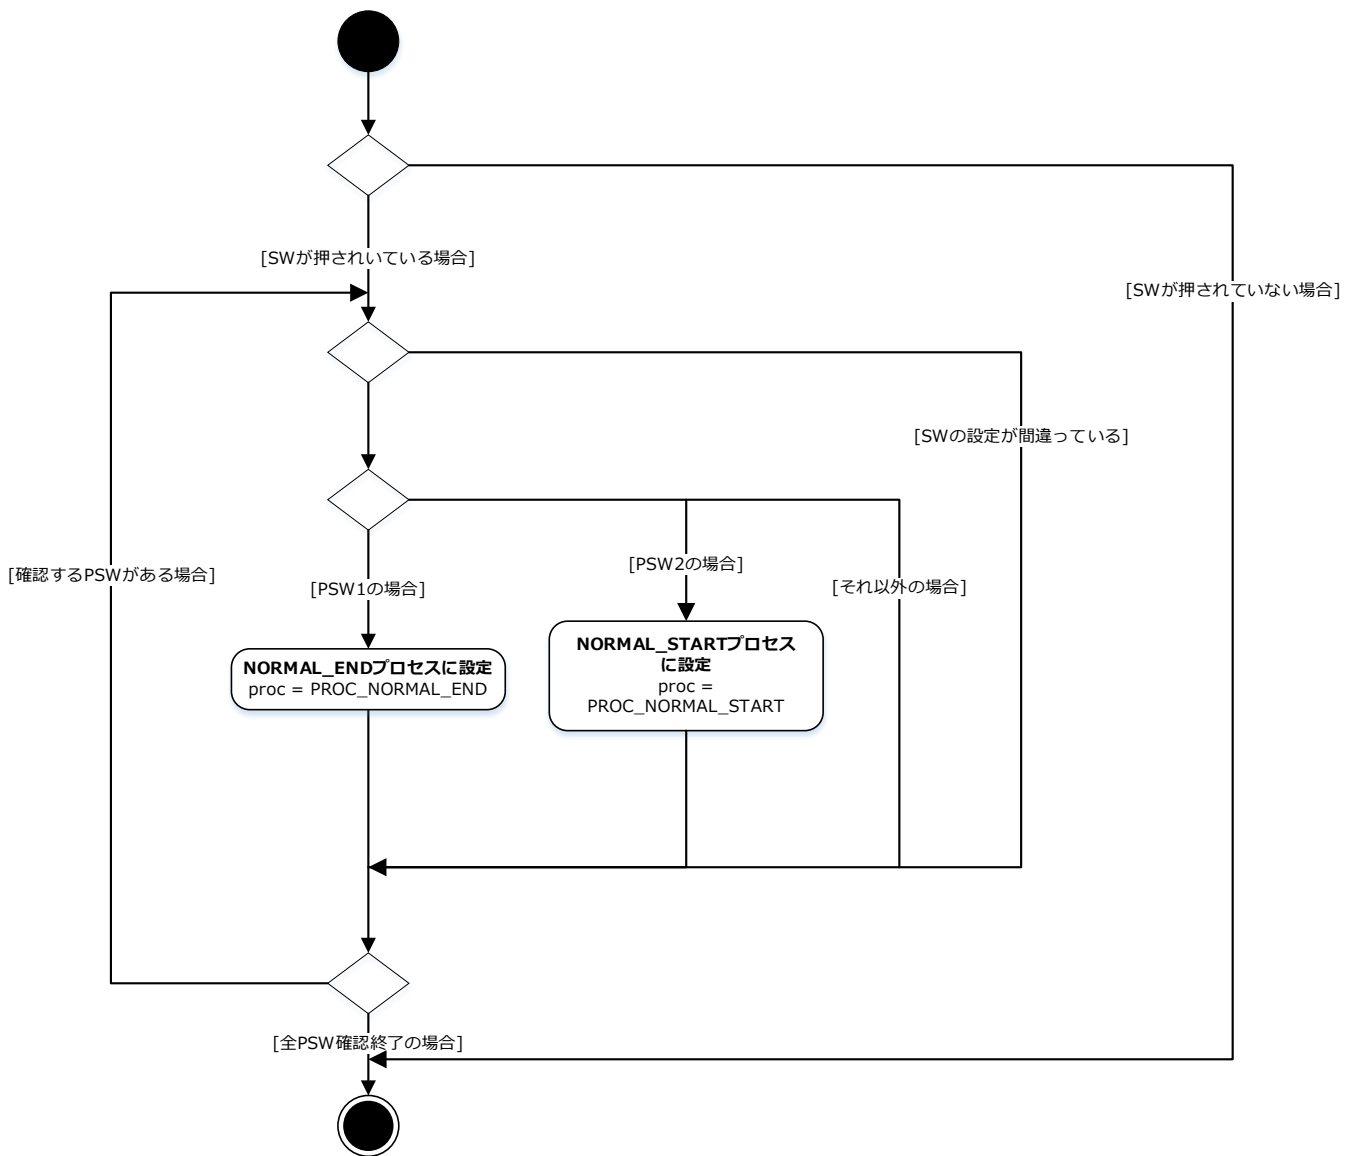 [SWが押されいている場合]
[SWが押されていない場合]
[SWの設定が間違っている]
[確認するPSWがある場合]
[PSW1の場合]
[PSW2の場合]
[それ以外の場合]
NORMAL_ENDプロセスに設定
proc = PROC_NORMAL_END
NORMAL_STARTプロセス
に設定
proc =
PROC_NORMAL_START
[全PSW確認終了の場合]